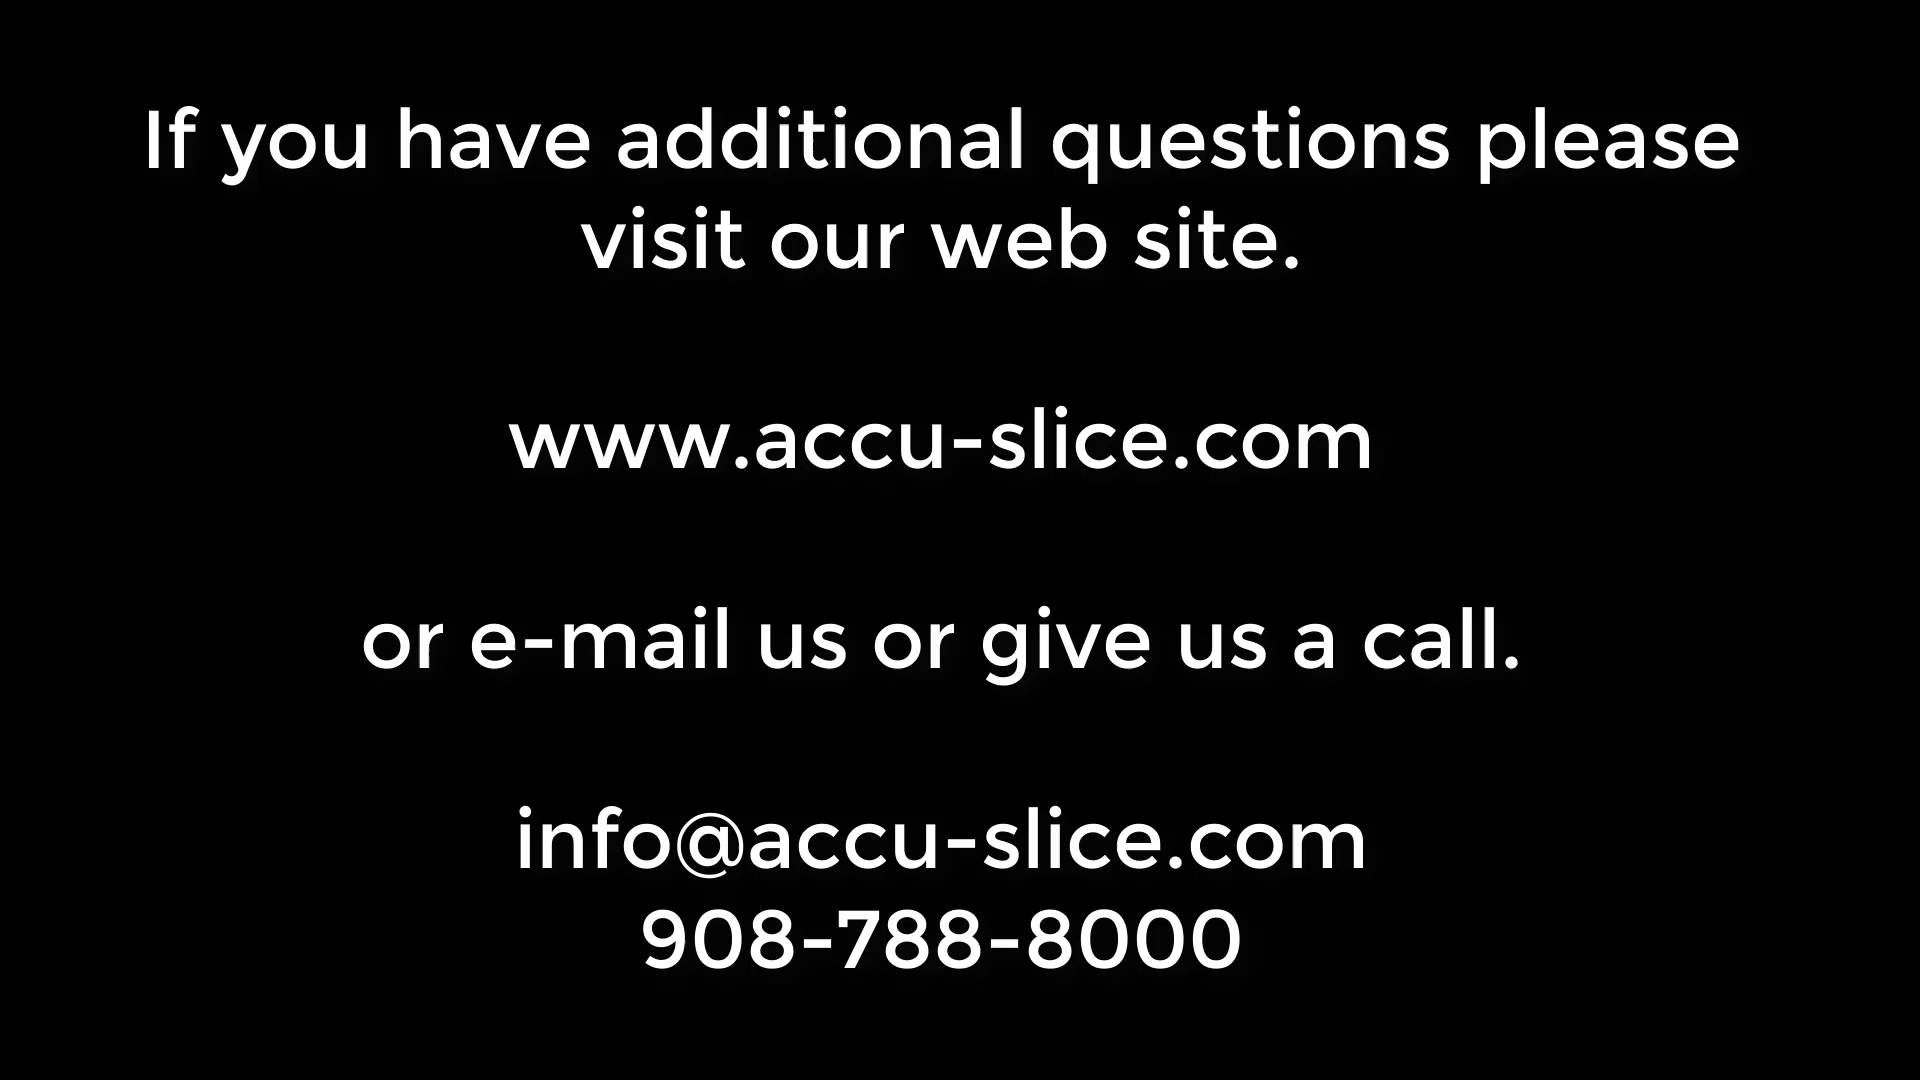 If you have additional questions please
visit our web site.
www.accu-slice.com
or e-mail us or give us a call.
info@accu-slice.com
908-788-8000